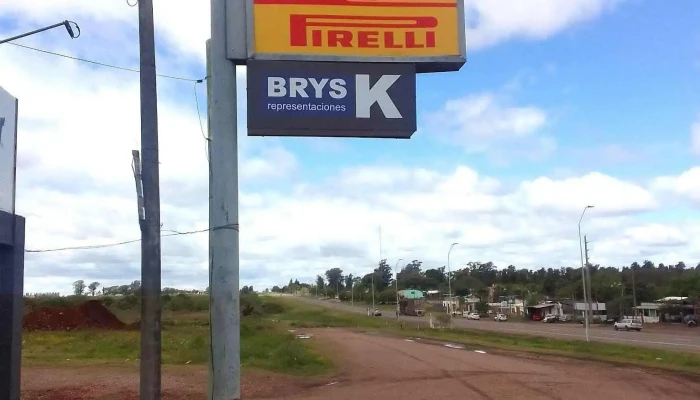 PIRELLI
BRYS K
representaciones